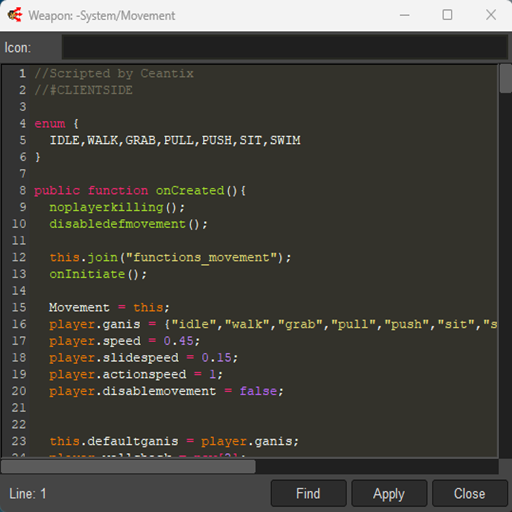 Weapon: -System/Movement
Icon:
1 //Scripted by Ceantix
2 //#CLIENTSIDE
3
4 enum {
5 IDLE,WALK,GRAB,PULL,PUSH,SIT,SWIM
6 }
7
8 public function onCreated(){
9 noplayerkilling();
10 disabledefmovement();
11
12 this.join("functions_movement");
13 onInitiate();
14
15 Movement = this;
16 player.ganis = {"idle","walk","grab","pull","push","sit","s
17 player.speed = 0.45;
18 player.slidespeed = 0.15;
19 player.actionspeed = 1;
20 player.disablemovement = false;
21
22
23 this.defaultganis = player.ganis;
Line: 1
Find Apply Close